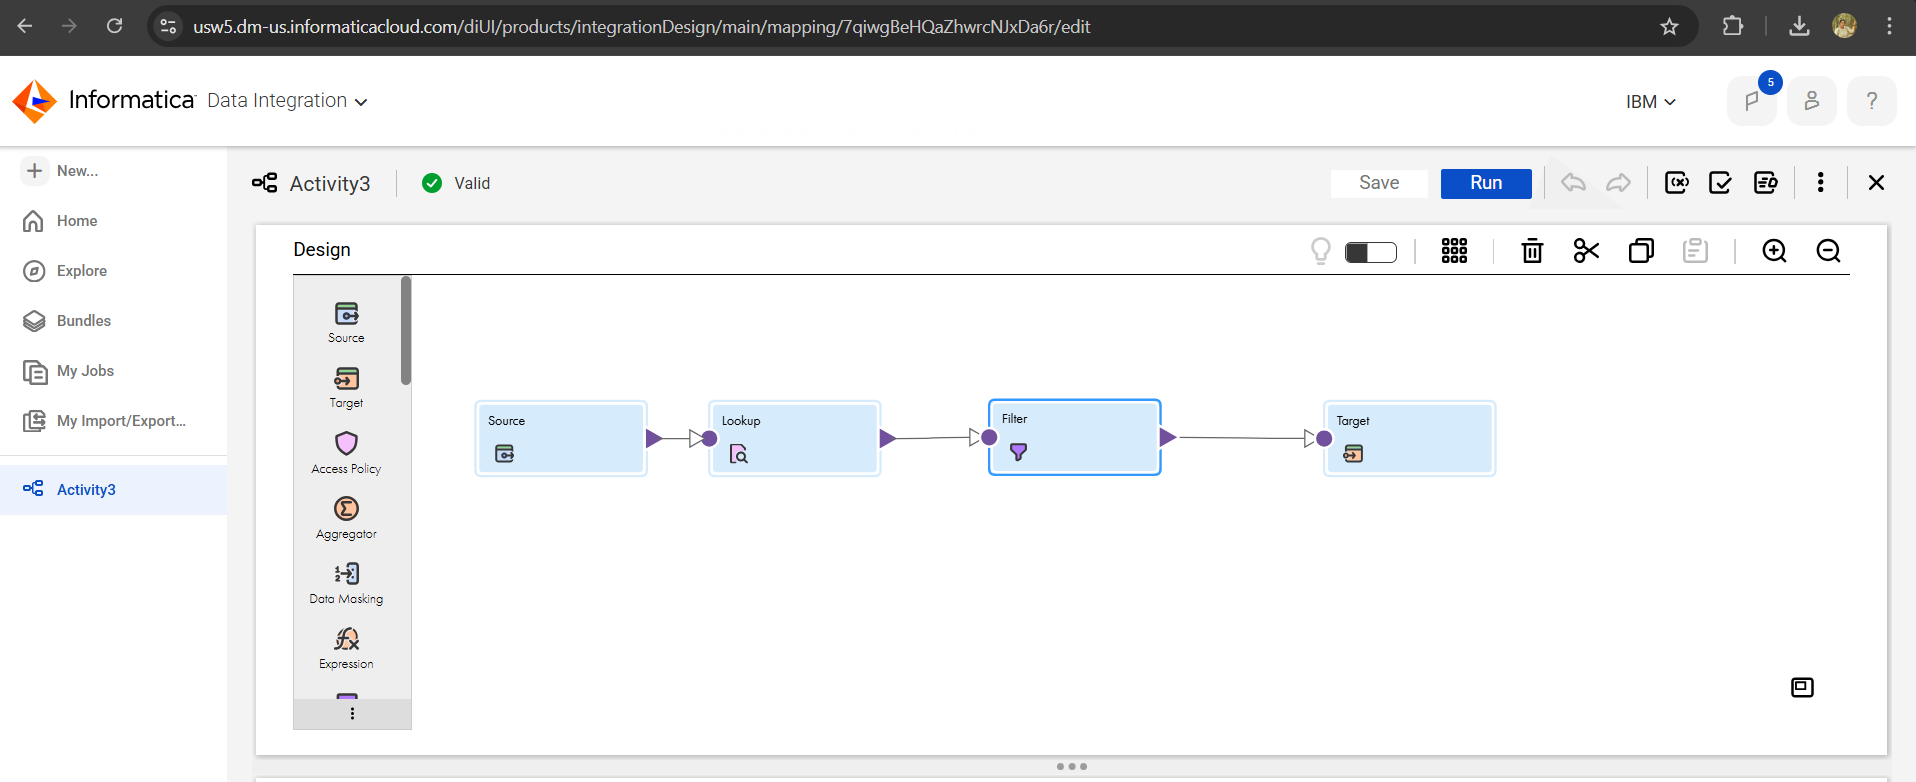 usw5.dm-us.informaticacloud.com/diUI/products/integrationDesign/main/mapping/7qiwgBeHQaZhwrcNJxDa6r/edit
Informatica Data Integration
IBM
5
?
New...
Home
Explore
Bundles
My Jobs
My Import/Export...
Activity3
Activity3
Valid
Save
Run
Design
Source
Target
Access Policy
Aggregator
Data Masking
Expression
Source
Lookup
Filter
Target